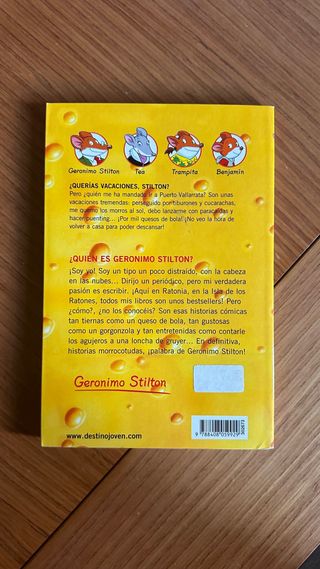 Geronimo Stilton Tea Trampita Benjamín
¿QUERÍAS VACACIONES, STILTON?
Pero ¿quién me ha mandado ir a Puerto Vallarrata? Son unas
vacaciones tremendas: perseguido por tiburones y cucarachas,
me quemo los morros al sol, debo lanzarme con paracaídas y
hacer puenting... ¡Por mil quesos de bola! ¡No veo la hora de
volver a casa para poder descansar!
¿QUIÉN ES GERONIMO STILTON?
¡Soy yo! Soy un tipo un poco distraído, con la cabeza
en las nubes... Dirijo un periódico, pero mi verdadera
pasión es escribir. ¡Aquí en Ratonia, en la Isla de los
Ratones, todos mis libros son unos bestsellers! Pero
¿cómo?, ¿no los conocéis? Son esas historias cómicas
tan tiernas como un queso de bola, tan gustosas
como un gorgonzola y tan entretenidas como contarle
los agujeros a una loncha de gruyer... En definitiva,
historias morrocotudas, ¡palabra de Geronimo Stilton!
Geronimo Stilton
www.destinojoven.com
9 788408 059929